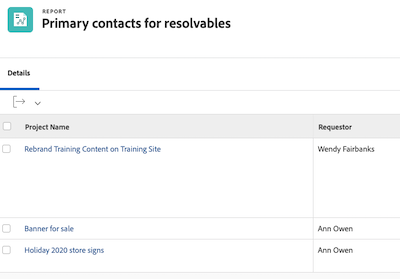 REPORT
Primary contacts for resolvables
Details
Project Name Requestor
Rebrand Training Content on Training Site Wendy Fairbanks
Banner for sale Ann Owen
Holiday 2020 store signs Ann Owen